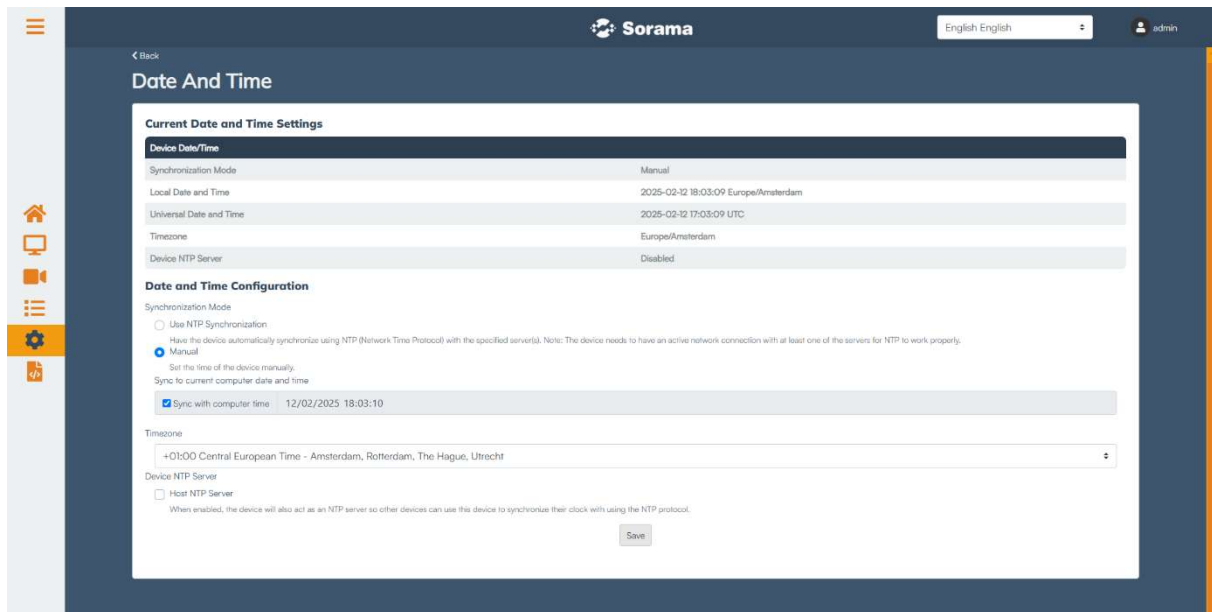 Sorama
English English
admin
Back
Date And Time
Current Date and Time Settings
Device Date/Time
Synchronization Mode Manual
Local Date and Time 2025-02-12 18:03:09 Europe/Amsterdam
Universal Date and Time 2025-02-12 17:03:09 UTC
Timezone Europe/Amsterdam
Device NTP Server Disabled
Date and Time Configuration
Synchronization Mode
Use NTP Synchronization
Have the device automatically synchronize using NTP (Network Time Protocol) with the specified server(s). Note: The device needs to have an active network connection with at least one of the servers for NTP to work properly.
Manual
Set the time of the device manually.
Sync to current computer date and time
Sync with computer time 12/02/2025 18:03:10
Timezone
+01:00 Central European Time - Amsterdam, Rotterdam, The Hague, Utrecht
Device NTP Server
Host NTP Server
When enabled, the device will also act as an NTP server so other devices can use this device to synchronize their clock with using the NTP protocol.
Save